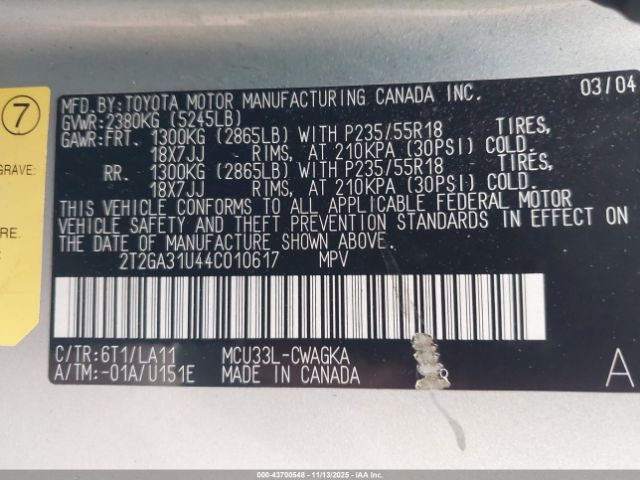 MFD.BY:TOYOTA MOTOR MANUFACTURING CANADA INC. 03/04
GVWR:2380KG (5245LB)
GAWR:FRT. 1300KG (2865LB) WITH P235/55R18 TIRES,
18X7JJ RIMS, AT 210KPA (30PSI) COLD.
RR. 1300KG (2865LB) WITH P235/55R18 TIRES,
18X7JJ RIMS, AT 210KPA (30PSI) COLD.
THIS VEHICLE CONFORMS TO ALL APPLICABLE FEDERAL MOTOR
VEHICLE SAFETY AND THEFT PREVENTION STANDARDS IN EFFECT ON
THE DATE OF MANUFACTURE SHOWN ABOVE.
2T2GA31U44C010617 MPV
C/TR:6T1/LA11 MCU33L-CWAGKA
A/TM:-01A/U151E MADE IN CANADA
A
7
GRAVE:
RE.
000-43700548 - 11/13/2025 - IAA Inc.